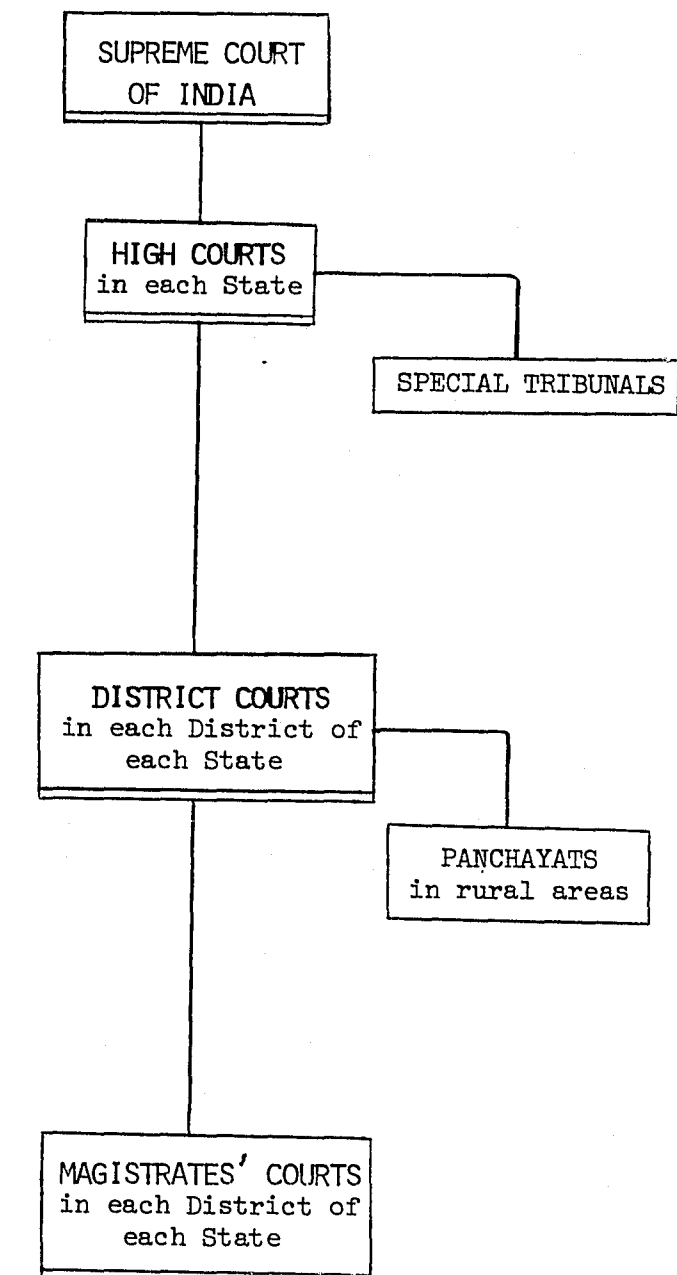 SUPREME COURT
OF INDIA
HIGH COURTS
in each State
SPECIAL TRIBUNALS
DISTRICT COURTS
in each District of
each State
PANCHAYATS
in rural areas
MAGISTRATES' COURTS
in each District of
each State